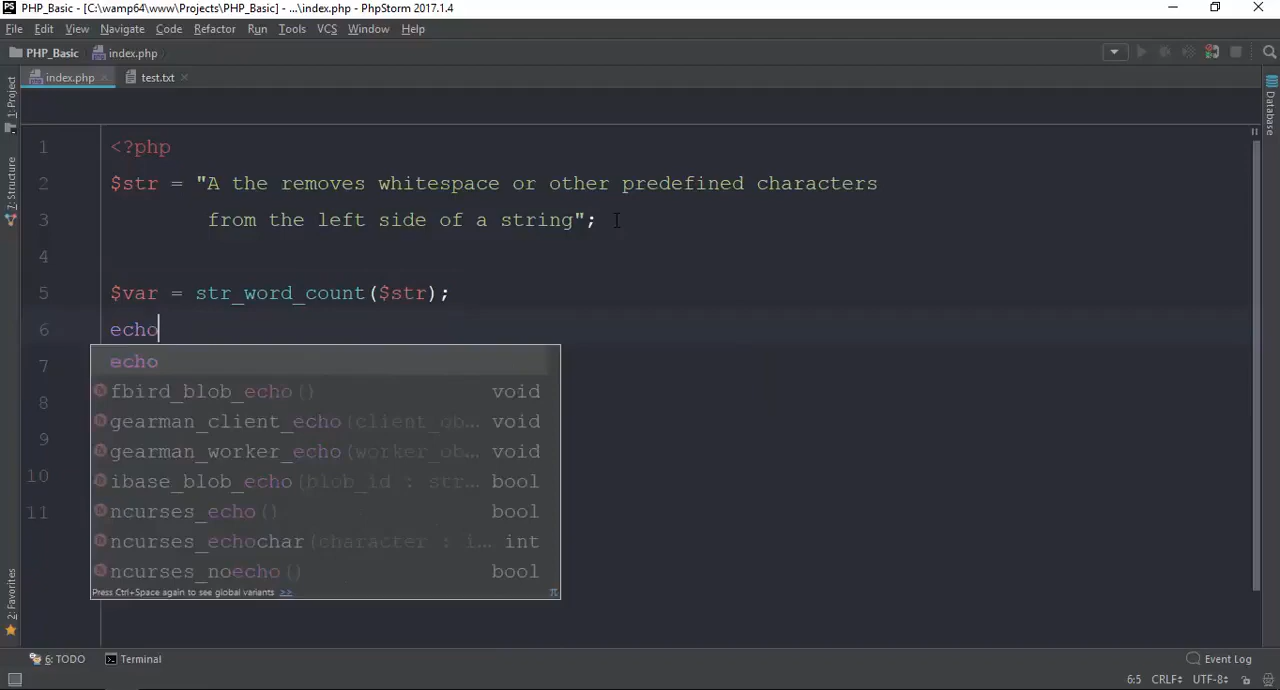 PS PHP_Basic - [C:\wamp64\www\Projects\PHP_Basic] - ...\index.php - PhpStorm 2017.1.4
File Edit View Navigate Code Refactor Run Tools VCS Window Help
PHP_Basic index.php
index.php test.txt
1: Project
7: Structure
2: Favorites
Database
1 <?php
2 $str = "A the removes whitespace or other predefined characters
3 from the left side of a string";
4
5 $var = str_word_count($str);
6 echo
7
8
9
10
11
echo
fbird_blob_echo() void
gearman_client_echo(client_ob... void
gearman_worker_echo(worker_ob... void
ibase_blob_echo(blob_id : str... bool
ncurses_echo() bool
ncurses_echochar(character : i... int
ncurses_noecho() bool
Press Ctrl+Space again to see global variants >> π
6: TODO Terminal Event Log
6:5 CRLF UTF-8